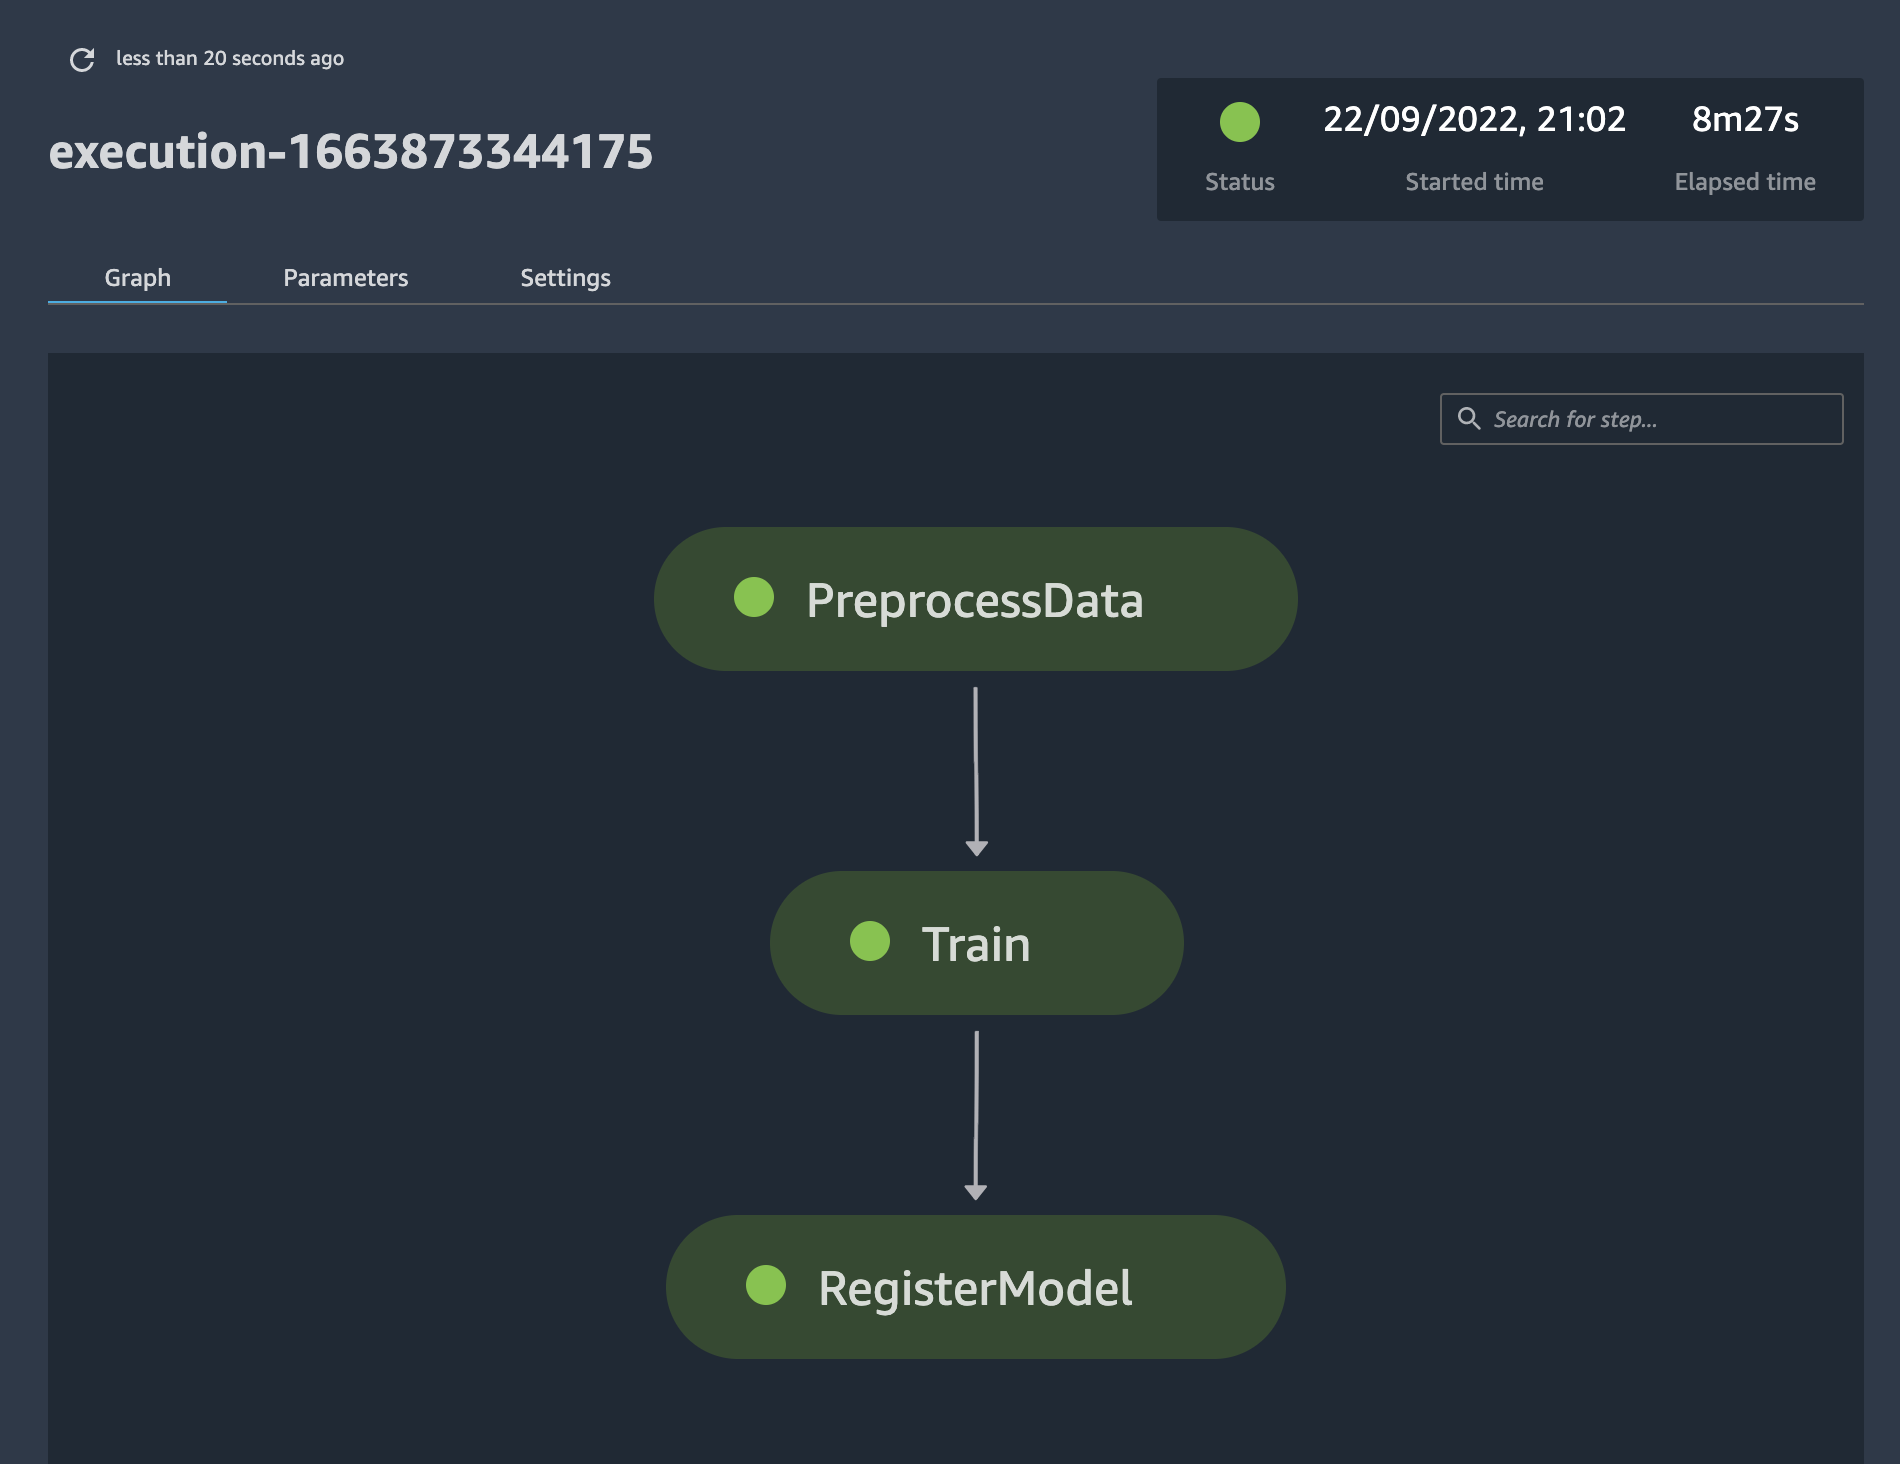 less than 20 seconds ago
execution-1663873344175
22/09/2022, 21:02 8m27s
Status Started time Elapsed time
Graph Parameters Settings
Search for step...
PreprocessData
Train
RegisterModel